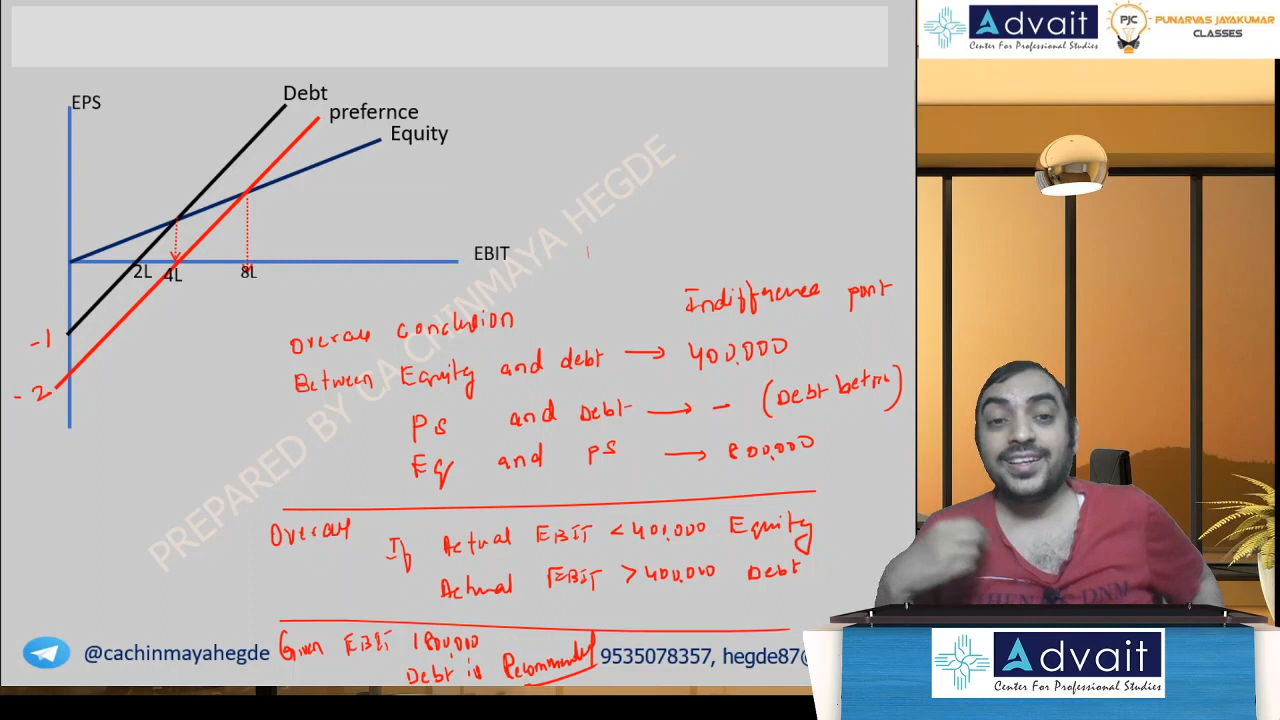 EPS
Debt
prefernce
Equity
EBIT
2L
4L
8L
-1
-2
PREPARED BY CA CHINMAYA HEGDE
Indifference point
Overall conclusion
Between Equity and debt → 400,000
PS and Debt → - (Debt better)
Eq and PS → 800,000
Overall
If Actual EBIT < 400,000 Equity
Actual EBIT > 400,000 Debt
Given EBIT 1800,000
Debt is Recommended
@cachinmayahegde
9535078357, hegde87@
Advait
Center For Professional Studies
PJC
PUNARVAS JAYAKUMAR
CLASSES
Advait
Center For Professional Studies